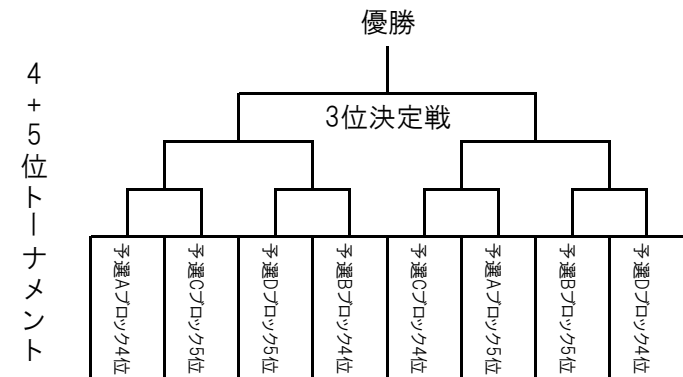 優勝
3位決定戦
4+5位トーナメント
予選Aブロック4位
予選Cブロック5位
予選Dブロック5位
予選Bブロック4位
予選Cブロック4位
予選Aブロック5位
予選Bブロック5位
予選Dブロック4位